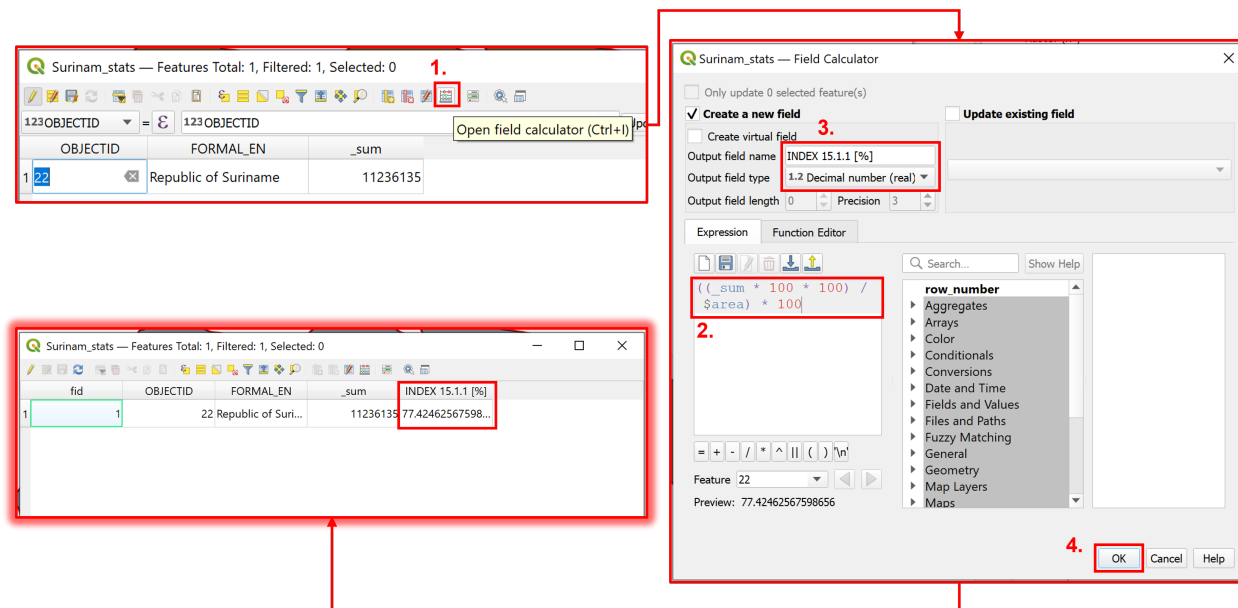 Surinam_stats — Features Total: 1, Filtered: 1, Selected: 0
1.
123 OBJECTID = ε 123 OBJECTID
Open field calculator (Ctrl+I)
OBJECTID FORMAL_EN _sum
1 22 Republic of Suriname 11236135
Surinam_stats — Field Calculator
Only update 0 selected feature(s)
Create a new field
Update existing field
Create virtual field
3.
Output field name INDEX 15.1.1 [%]
Output field type 1.2 Decimal number (real)
Output field length 0 Precision 3
Expression Function Editor
Search... Show Help
((_sum * 100 * 100) /
$area) * 100
2.
row_number
Aggregates
Arrays
Color
Conditionals
Conversions
Date and Time
Fields and Values
Files and Paths
Fuzzy Matching
General
Geometry
Map Layers
Maps
= + - / * ^ || ( ) '\n'
Feature 22
Preview: 77.42462567598656
4.
OK Cancel Help
Surinam_stats — Features Total: 1, Filtered: 1, Selected: 0
fid OBJECTID FORMAL_EN _sum INDEX 15.1.1 [%]
1 1 22 Republic of Suri... 11236135 77.42462567598...